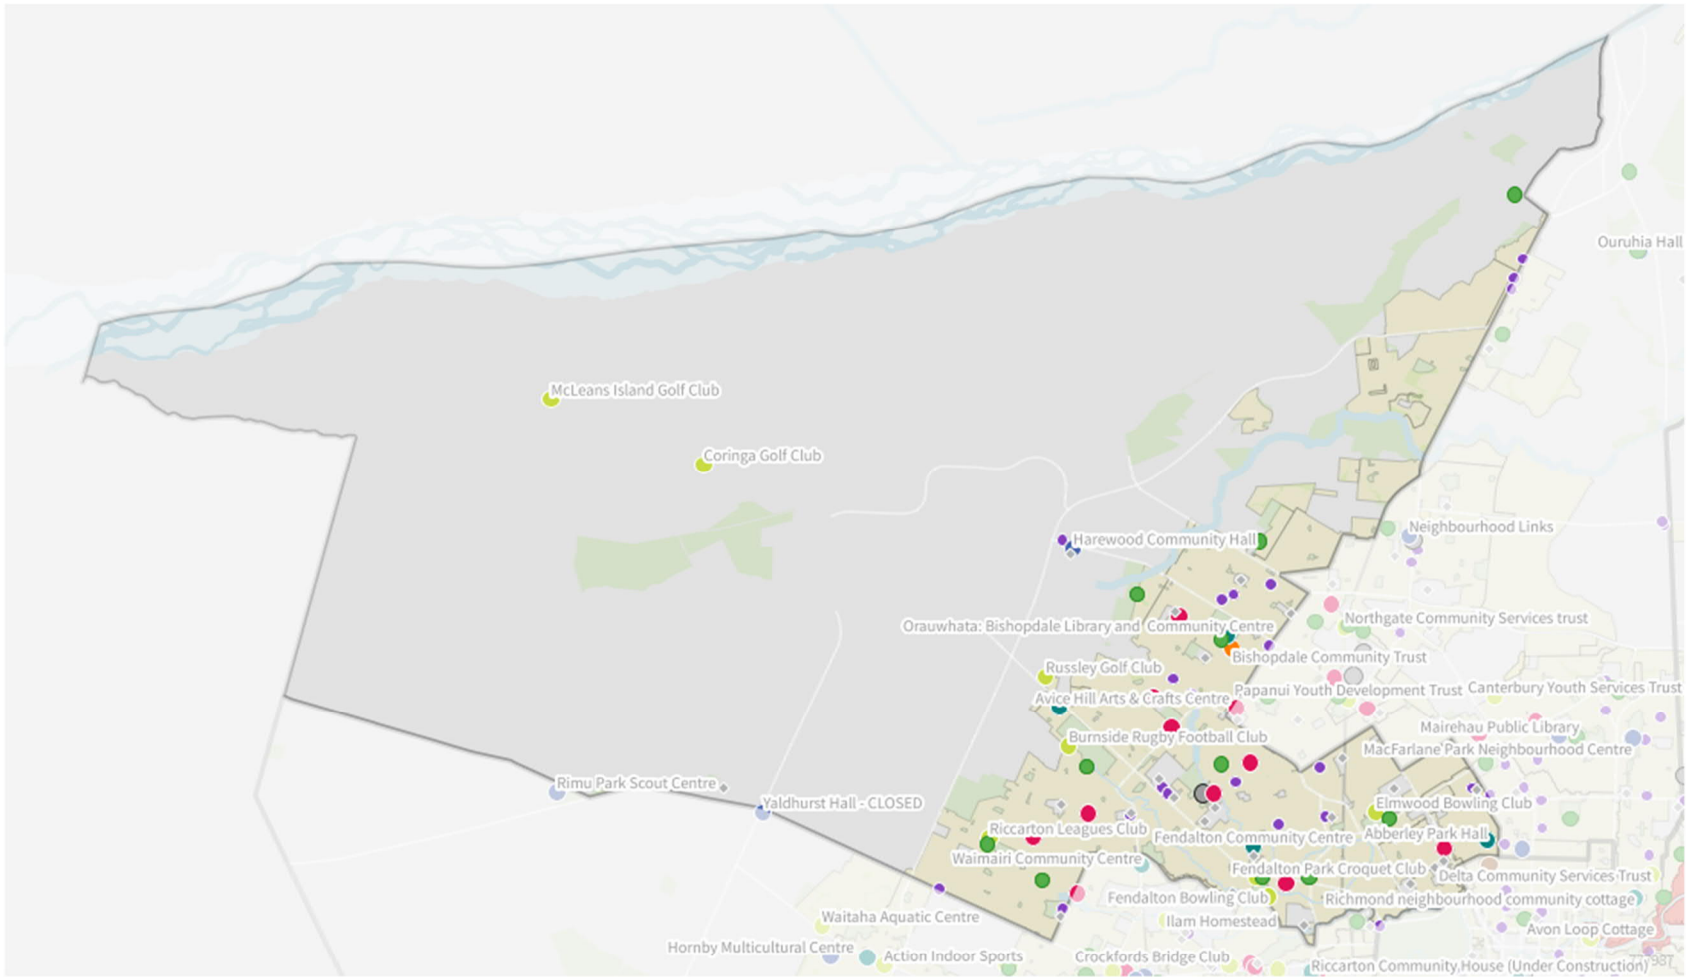 Ouruhia Hall
McLeans Island Golf Club
Coringa Golf Club
Neighbourhood Links
Harewood Community Hall
Northgate Community Services trust
Orauwhata: Bishopdale Library and Community Centre
Bishopdale Community Trust
Russley Golf Club
Papanui Youth Development Trust
Canterbury Youth Services Trust
Avice Hill Arts & Crafts Centre
Mairehau Public Library
Burnside Rugby Football Club
MacFarlane Park Neighbourhood Centre
Rimu Park Scout Centre
Yaldhurst Hall - CLOSED
Elmwood Bowling Club
Riccarton Leagues Club
Fendalton Community Centre
Abberley Park Hall
Waimairi Community Centre
Fendalton Park Croquet Club
Delta Community Services Trust
Fendalton Bowling Club
Richmond neighbourhood community cottage
Waitaha Aquatic Centre
Ilam Homestead
Avon Loop Cottage
Hornby Multicultural Centre
Action Indoor Sports
Crockfords Bridge Club
Riccarton Community House (Under Construction)